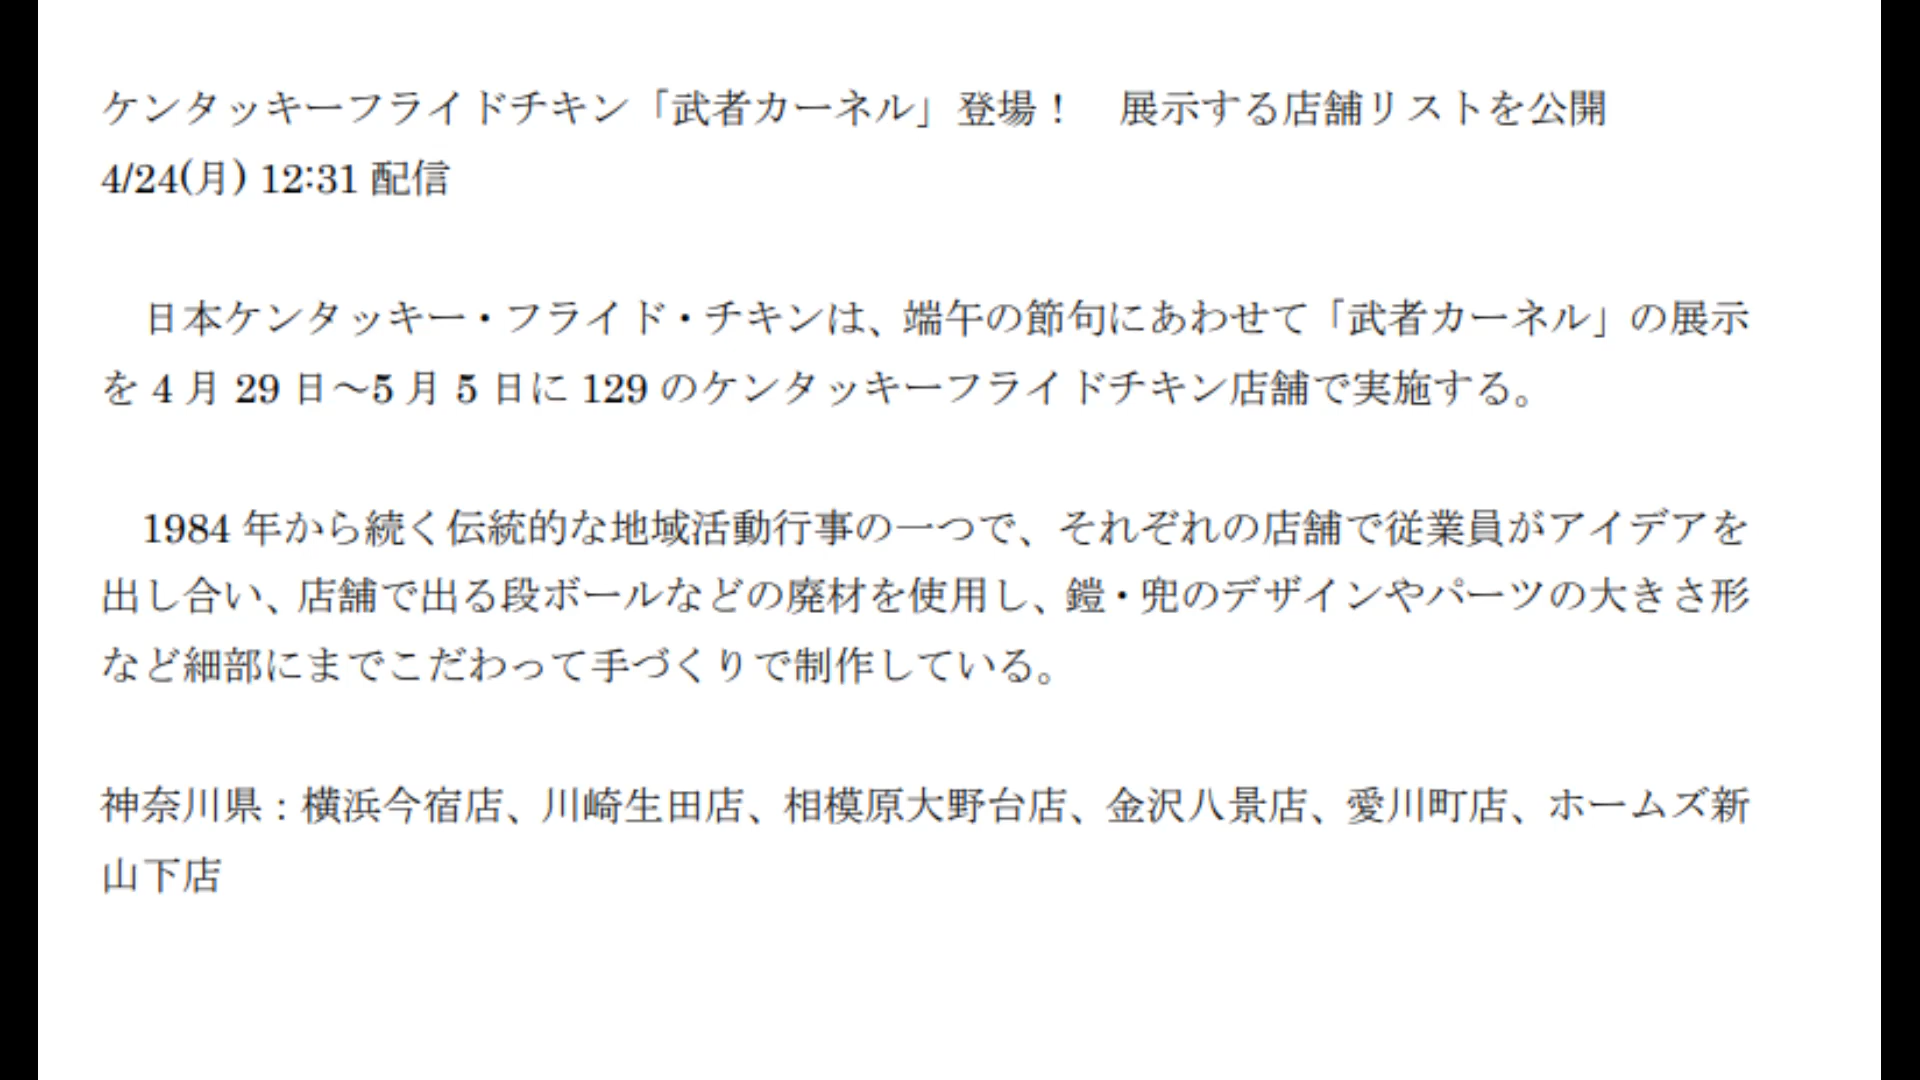 ケンタッキーフライドチキン「武者カーネル」登場！　展示する店舗リストを公開
4/24(月) 12:31 配信
日本ケンタッキー・フライド・チキンは、端午の節句にあわせて「武者カーネル」の展示
を 4 月 29 日～5 月 5 日に 129 のケンタッキーフライドチキン店舗で実施する。
1984 年から続く伝統的な地域活動行事の一つで、それぞれの店舗で従業員がアイデアを
出し合い、店舗で出る段ボールなどの廃材を使用し、鎧・兜のデザインやパーツの大きさ形
など細部にまでこだわって手づくりで制作している。
神奈川県：横浜今宿店、川崎生田店、相模原大野台店、金沢八景店、愛川町店、ホームズ新
山下店